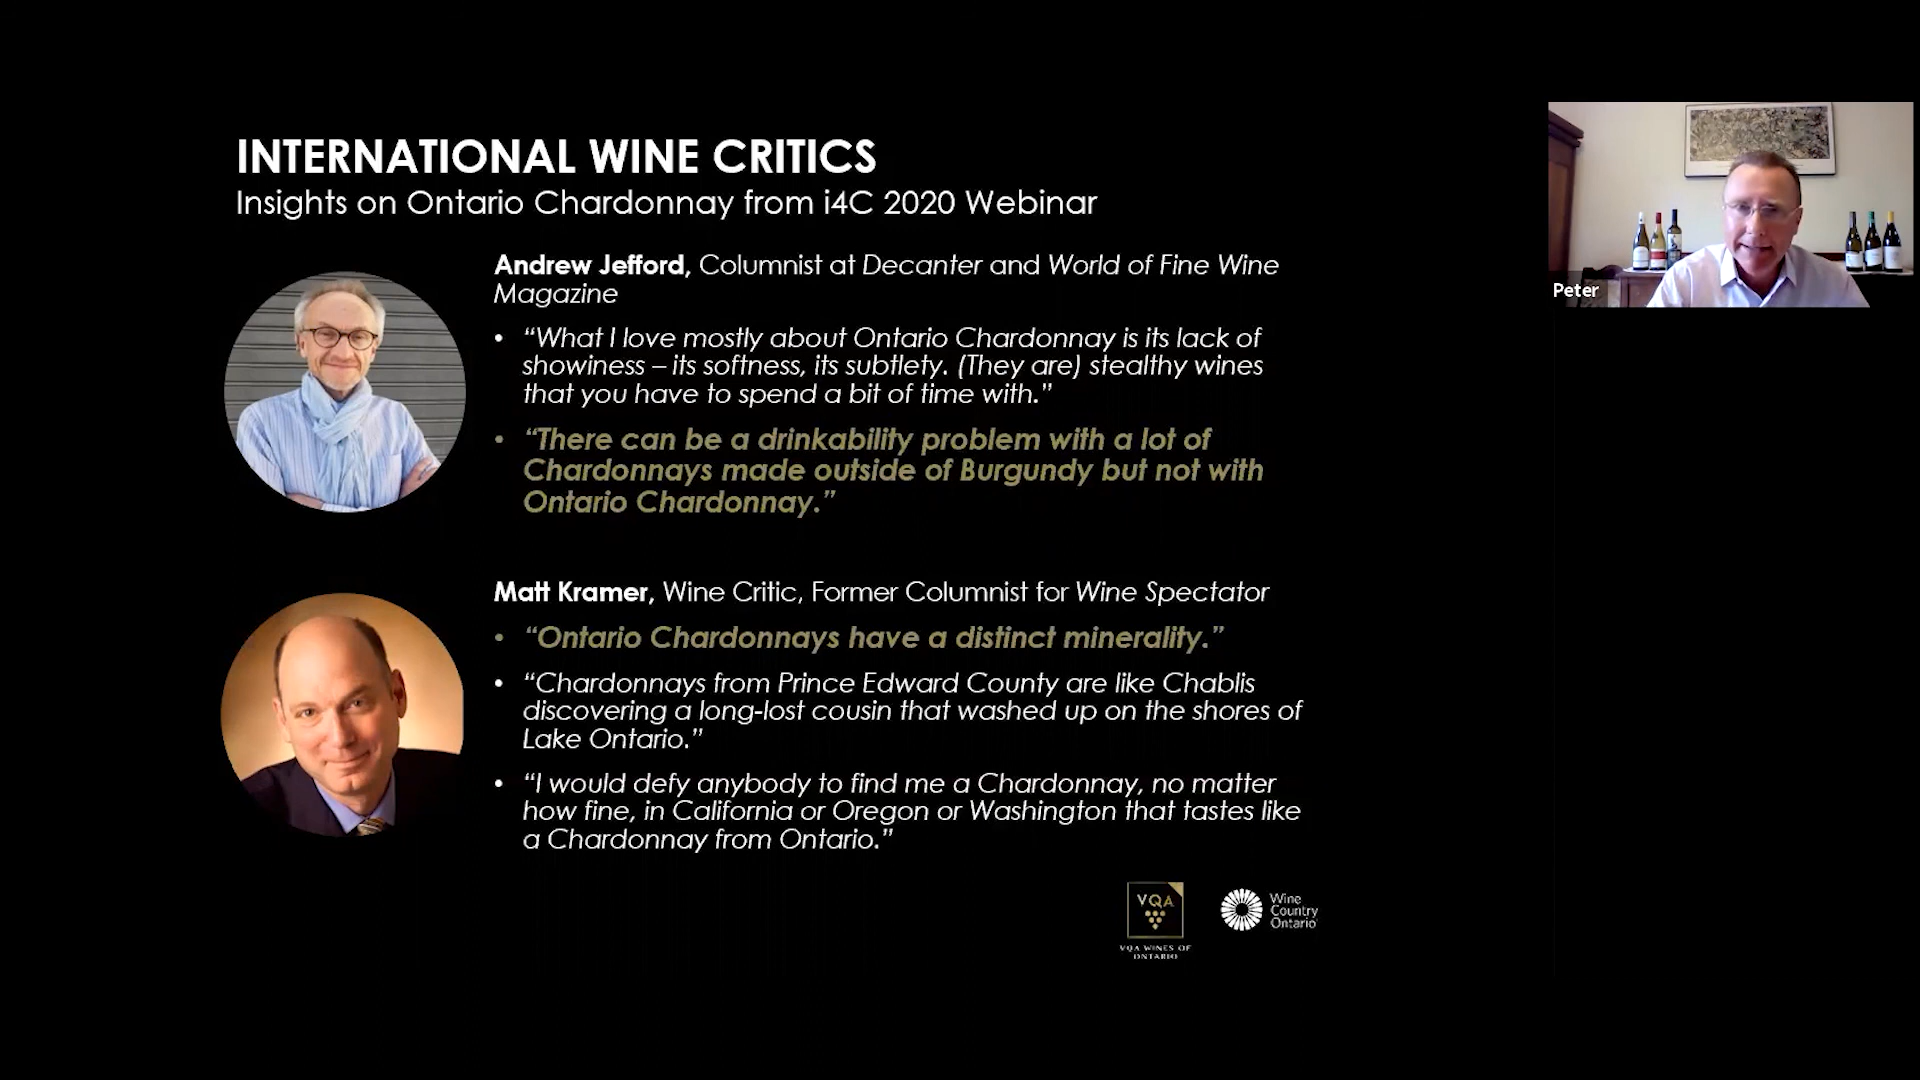 INTERNATIONAL WINE CRITICS
Insights on Ontario Chardonnay from i4C 2020 Webinar
Andrew Jefford, Columnist at Decanter and World of Fine Wine
Magazine
• “What I love mostly about Ontario Chardonnay is its lack of
showiness – its softness, its subtlety. (They are) stealthy wines
that you have to spend a bit of time with.”
• “There can be a drinkability problem with a lot of
Chardonnays made outside of Burgundy but not with
Ontario Chardonnay.”
Matt Kramer, Wine Critic, Former Columnist for Wine Spectator
• “Ontario Chardonnays have a distinct minerality.”
• “Chardonnays from Prince Edward County are like Chablis
discovering a long-lost cousin that washed up on the shores of
Lake Ontario.”
• “I would defy anybody to find me a Chardonnay, no matter
how fine, in California or Oregon or Washington that tastes like
a Chardonnay from Ontario.”
VQA
VQA WINES OF
ONTARIO
Wine
Country
Ontario
Peter